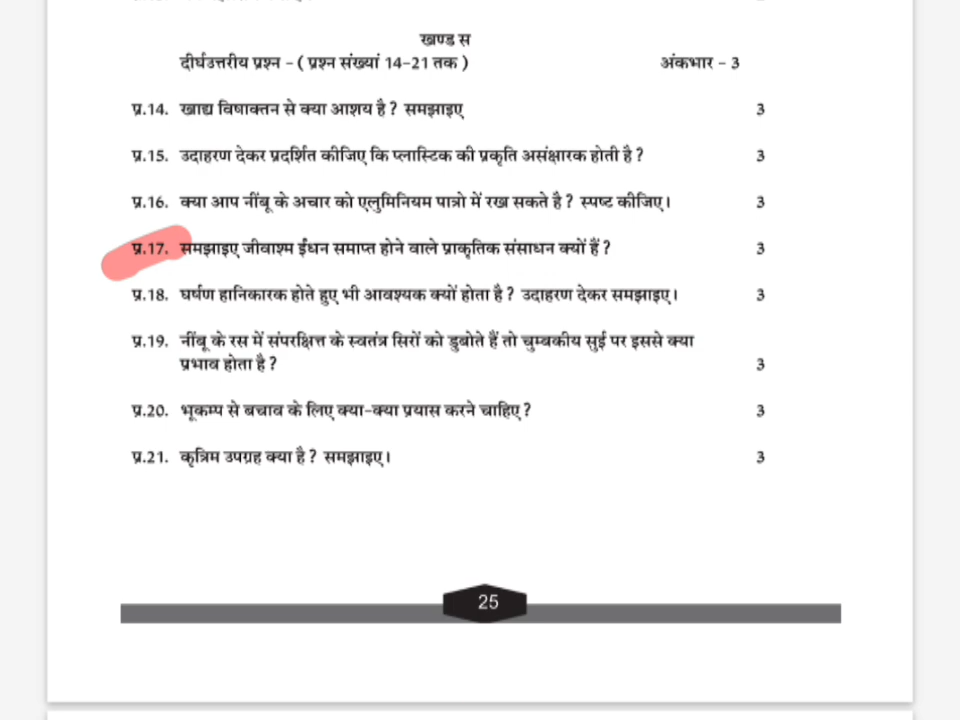 खण्ड स
दीर्घउत्तरीय प्रश्न - ( प्रश्न संख्यां 14-21 तक ) अंकभार - 3
प्र.14. खाद्य विषाक्तन से क्या आशय है ? समझाइए 3
प्र.15. उदाहरण देकर प्रदर्शित कीजिए कि प्लास्टिक की प्रकृति असंक्षारक होती है ? 3
प्र.16. क्या आप नींबू के अचार को एलुमिनियम पात्रो में रख सकते है ? स्पष्ट कीजिए। 3
प्र.17. समझाइए जीवाश्म ईंधन समाप्त होने वाले प्राकृतिक संसाधन क्यों हैं ? 3
प्र.18. घर्षण हानिकारक होते हुए भी आवश्यक क्यों होता है ? उदाहरण देकर समझाइए। 3
प्र.19. नींबू के रस में संपरक्षित्त के स्वतंत्र सिरों को डुबोते हैं तो चुम्बकीय सुई पर इससे क्या
प्रभाव होता है ? 3
प्र.20. भूकम्प से बचाव के लिए क्या-क्या प्रयास करने चाहिए ? 3
प्र.21. कृत्रिम उपग्रह क्या है ? समझाइए। 3
25